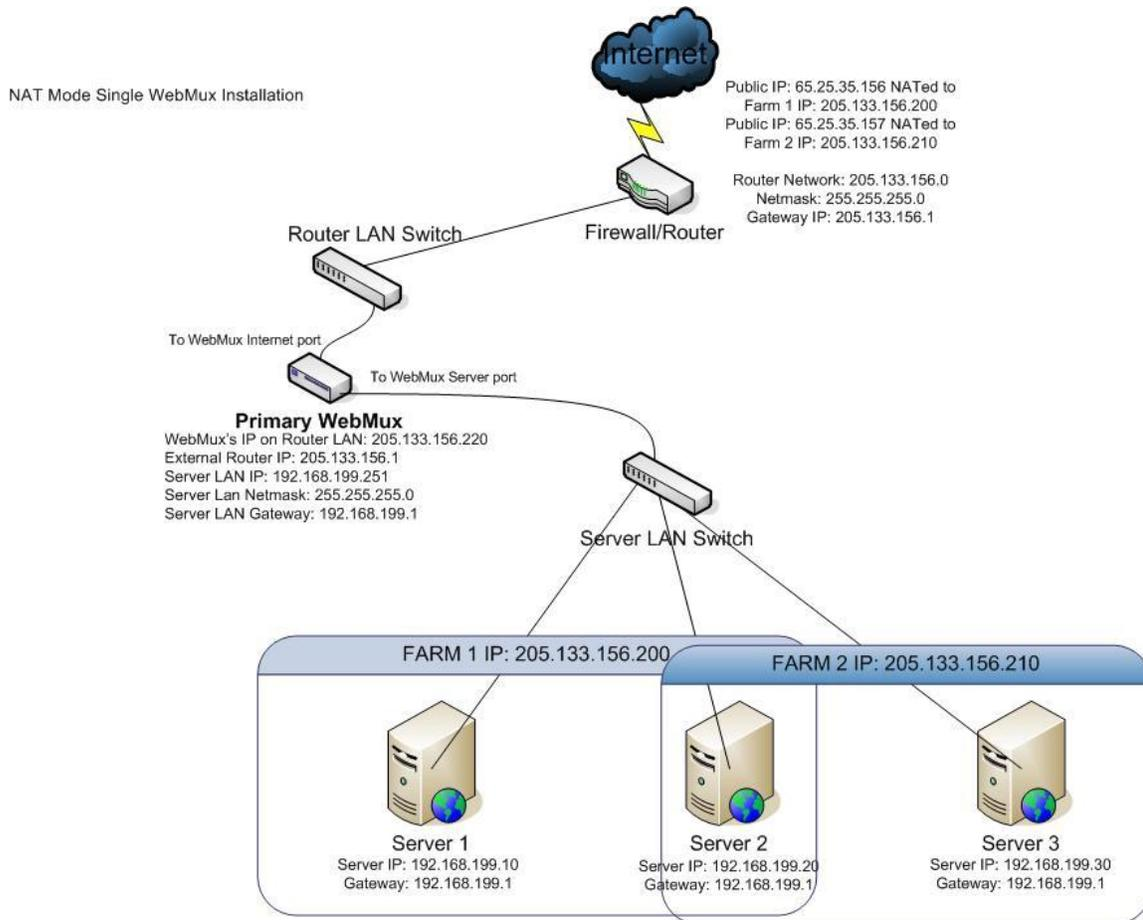 Internet
NAT Mode Single WebMux Installation
Public IP: 65.25.35.156 NATed to
Farm 1 IP: 205.133.156.200
Public IP: 65.25.35.157 NATed to
Farm 2 IP: 205.133.156.210
Router Network: 205.133.156.0
Netmask: 255.255.255.0
Gateway IP: 205.133.156.1
Firewall/Router
Router LAN Switch
To WebMux Internet port
To WebMux Server port
Primary WebMux
WebMux's IP on Router LAN: 205.133.156.220
External Router IP: 205.133.156.1
Server LAN IP: 192.168.199.251
Server Lan Netmask: 255.255.255.0
Server LAN Gateway: 192.168.199.1
Server LAN Switch
FARM 1 IP: 205.133.156.200
FARM 2 IP: 205.133.156.210
Server 1
Server IP: 192.168.199.10
Gateway: 192.168.199.1
Server 2
Server IP: 192.168.199.20
Gateway: 192.168.199.1
Server 3
Server IP: 192.168.199.30
Gateway: 192.168.199.1